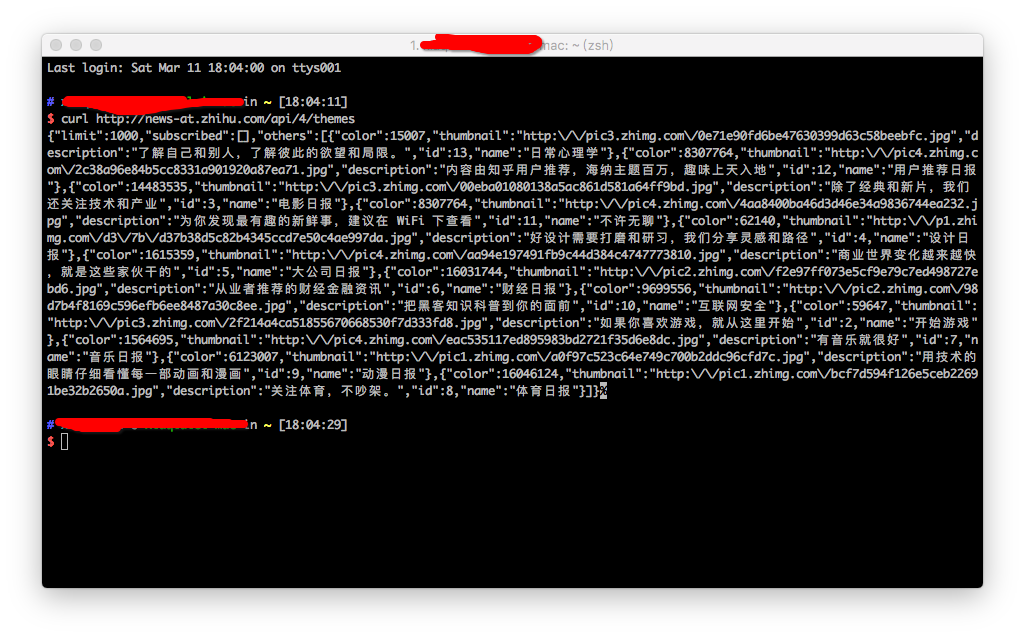 1. mac: ~ (zsh)
Last login: Sat Mar 11 18:04:00 on ttys001
# in ~ [18:04:11]
$ curl http://news-at.zhihu.com/api/4/themes
{"limit":1000,"subscribed":[],"others":[{"color":15007,"thumbnail":"http:\/\/pic3.zhimg.com\/0e71e90fd6be47630399d63c58beebfc.jpg","d
escription":"了解自己和别人，了解彼此的欲望和局限。","id":13,"name":"日常心理学"},{"color":8307764,"thumbnail":"http:\/\/pic4.zhimg.c
om\/2c38a96e84b5cc8331a901920a87ea71.jpg","description":"内容由知乎用户推荐，海纳主题百万，趣味上天入地","id":12,"name":"用户推荐日报
"},{"color":14483535,"thumbnail":"http:\/\/pic3.zhimg.com\/00eba01080138a5ac861d581a64ff9bd.jpg","description":"除了经典和新片，我们
还关注技术和产业","id":3,"name":"电影日报"},{"color":8307764,"thumbnail":"http:\/\/pic4.zhimg.com\/4aa8400ba46d3d46e34a9836744ea232.j
pg","description":"为你发现最有趣的新鲜事，建议在 WiFi 下查看","id":11,"name":"不许无聊"},{"color":62140,"thumbnail":"http:\/\/p1.zhi
mg.com\/d3\/7b\/d37b38d5c82b4345ccd7e50c4ae997da.jpg","description":"好设计需要打磨和研习，我们分享灵感和路径","id":4,"name":"设计日
报"},{"color":1615359,"thumbnail":"http:\/\/pic4.zhimg.com\/aa94e197491fb9c44d384c4747773810.jpg","description":"商业世界变化越来越快
，就是这些家伙干的","id":5,"name":"大公司日报"},{"color":16031744,"thumbnail":"http:\/\/pic2.zhimg.com\/f2e97ff073e5cf9e79c7ed498727e
bd6.jpg","description":"从业者推荐的财经金融资讯","id":6,"name":"财经日报"},{"color":9699556,"thumbnail":"http:\/\/pic2.zhimg.com\/98
d7b4f8169c596efb6ee8487a30c8ee.jpg","description":"把黑客知识科普到你的面前","id":10,"name":"互联网安全"},{"color":59647,"thumbnail":
"http:\/\/pic3.zhimg.com\/2f214a4ca51855670668530f7d333fd8.jpg","description":"如果你喜欢游戏，就从这里开始","id":2,"name":"开始游戏"
},{"color":1564695,"thumbnail":"http:\/\/pic4.zhimg.com\/eac535117ed895983bd2721f35d6e8dc.jpg","description":"有音乐就很好","id":7,"n
ame":"音乐日报"},{"color":6123007,"thumbnail":"http:\/\/pic1.zhimg.com\/a0f97c523c64e749c700b2ddc96cfd7c.jpg","description":"用技术的
眼睛仔细看懂每一部动画和漫画","id":9,"name":"动漫日报"},{"color":16046124,"thumbnail":"http:\/\/pic1.zhimg.com\/bcf7d594f126e5ceb2269
1be32b2650a.jpg","description":"关注体育，不吵架。","id":8,"name":"体育日报"}]}%
# in ~ [18:04:29]
$